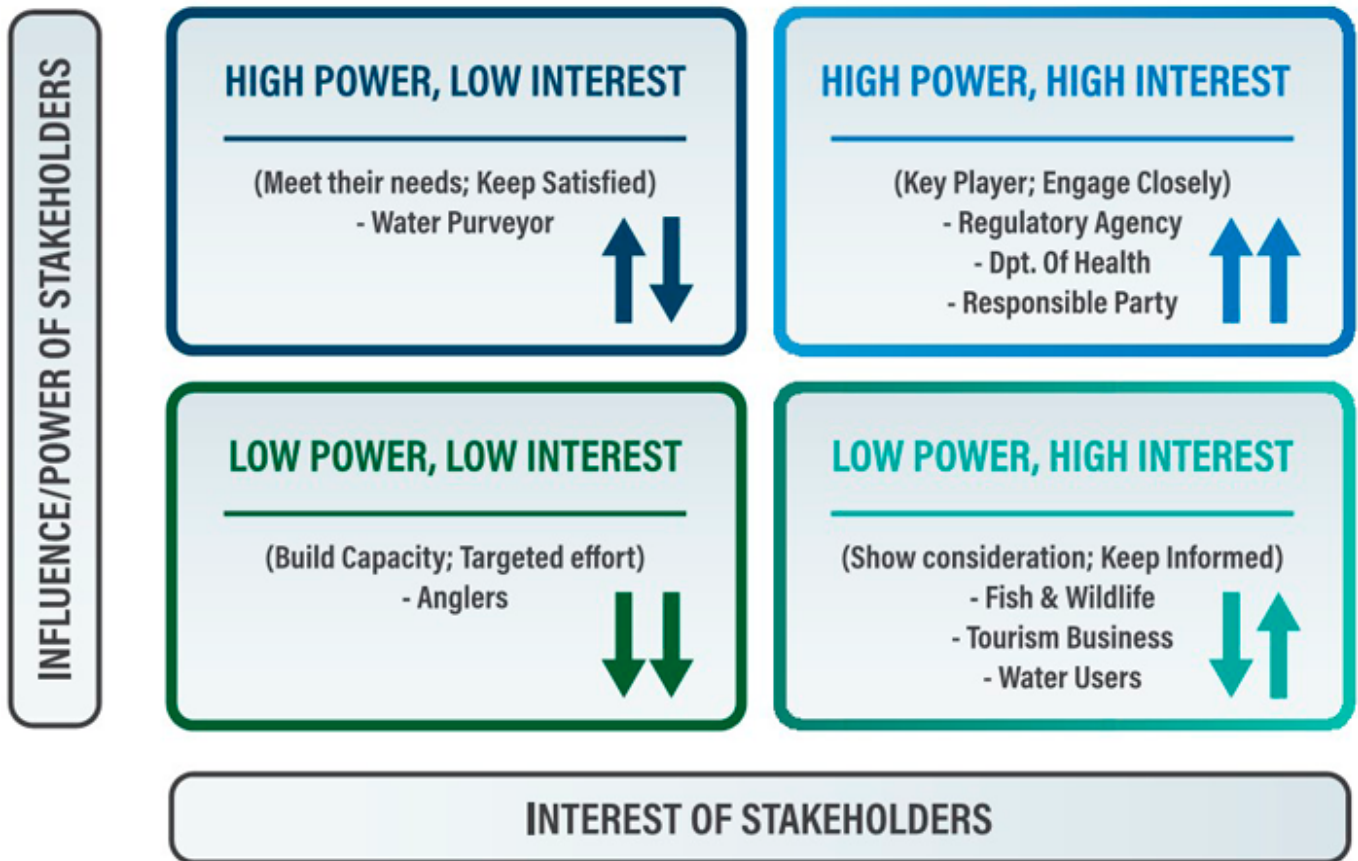 INFLUENCE/POWER OF STAKEHOLDERS
HIGH POWER, LOW INTEREST
(Meet their needs; Keep Satisfied)
- Water Purveyor
HIGH POWER, HIGH INTEREST
(Key Player; Engage Closely)
- Regulatory Agency
- Dpt. Of Health
- Responsible Party
LOW POWER, LOW INTEREST
(Build Capacity; Targeted effort)
- Anglers
LOW POWER, HIGH INTEREST
(Show consideration; Keep Informed)
- Fish & Wildlife
- Tourism Business
- Water Users
INTEREST OF STAKEHOLDERS